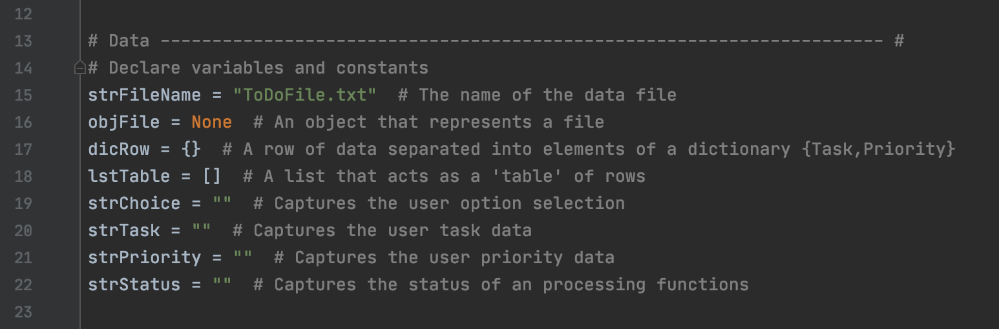 12
13 # Data ---------------------------------------------------------------------- #
14 # Declare variables and constants
15 strFileName = "ToDoFile.txt"  # The name of the data file
16 objFile = None  # An object that represents a file
17 dicRow = {}  # A row of data separated into elements of a dictionary {Task,Priority}
18 lstTable = []  # A list that acts as a 'table' of rows
19 strChoice = ""  # Captures the user option selection
20 strTask = ""  # Captures the user task data
21 strPriority = ""  # Captures the user priority data
22 strStatus = ""  # Captures the status of an processing functions
23